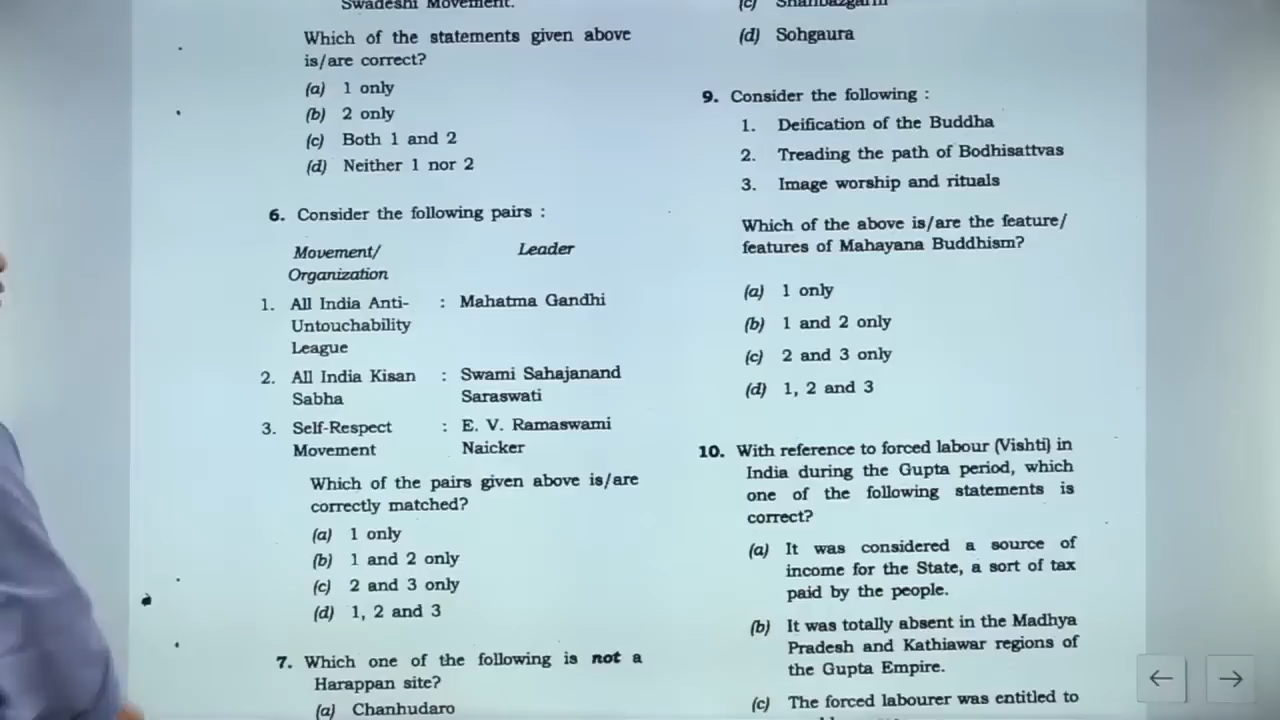 Swadeshi Movement.
Which of the statements given above
is/are correct?
(a) 1 only
(b) 2 only
(c) Both 1 and 2
(d) Neither 1 nor 2
6. Consider the following pairs :
Movement/ Leader
Organization
1. All India Anti- : Mahatma Gandhi
Untouchability
League
2. All India Kisan : Swami Sahajanand
Sabha Saraswati
3. Self-Respect : E. V. Ramaswami
Movement Naicker
Which of the pairs given above is/are
correctly matched?
(a) 1 only
(b) 1 and 2 only
(c) 2 and 3 only
(d) 1, 2 and 3
7. Which one of the following is not a
Harappan site?
(a) Chanhudaro
(c) Shahbazgarhi
(d) Sohgaura
9. Consider the following :
1. Deification of the Buddha
2. Treading the path of Bodhisattvas
3. Image worship and rituals
Which of the above is/are the feature/
features of Mahayana Buddhism?
(a) 1 only
(b) 1 and 2 only
(c) 2 and 3 only
(d) 1, 2 and 3
10. With reference to forced labour (Vishti) in
India during the Gupta period, which
one of the following statements is
correct?
(a) It was considered a source of
income for the State, a sort of tax
paid by the people.
(b) It was totally absent in the Madhya
Pradesh and Kathiawar regions of
the Gupta Empire.
(c) The forced labourer was entitled to